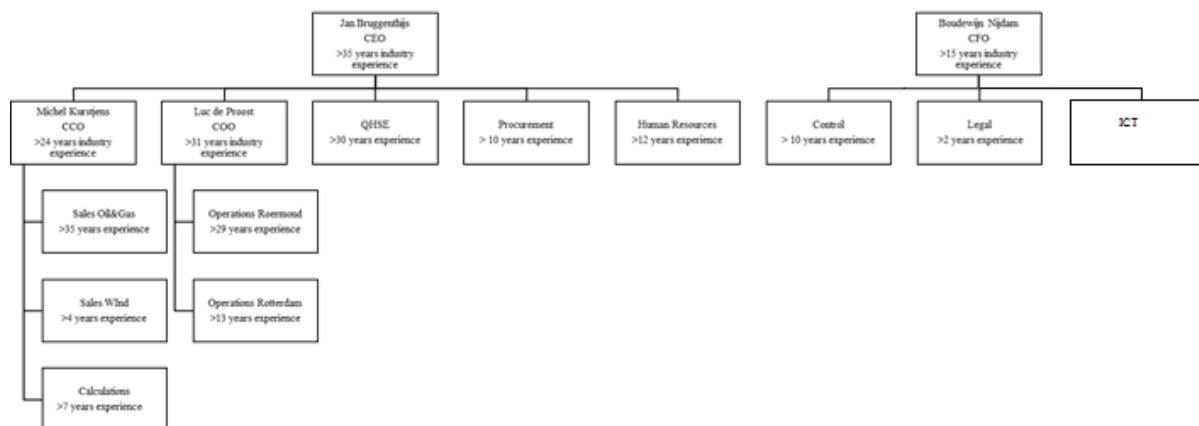 Jan Bruggenthijs
CEO
>35 years industry
experience
Boudewijn Nijdam
CFO
>15 years industry
experience
Michel Kurstjens
CCO
>24 years industry
experience
Luc de Proost
COO
>31 years industry
experience
QHSE
>30 years experience
Procurement
> 10 years experience
Human Resources
>12 years experience
Control
> 10 years experience
Legal
>2 years experience
ICT
Sales Oil&Gas
>35 years experience
Operations Roermond
>29 years experience
Sales WInd
>4 years experience
Operations Rotterdam
>13 years experience
Calculations
>7 years experience